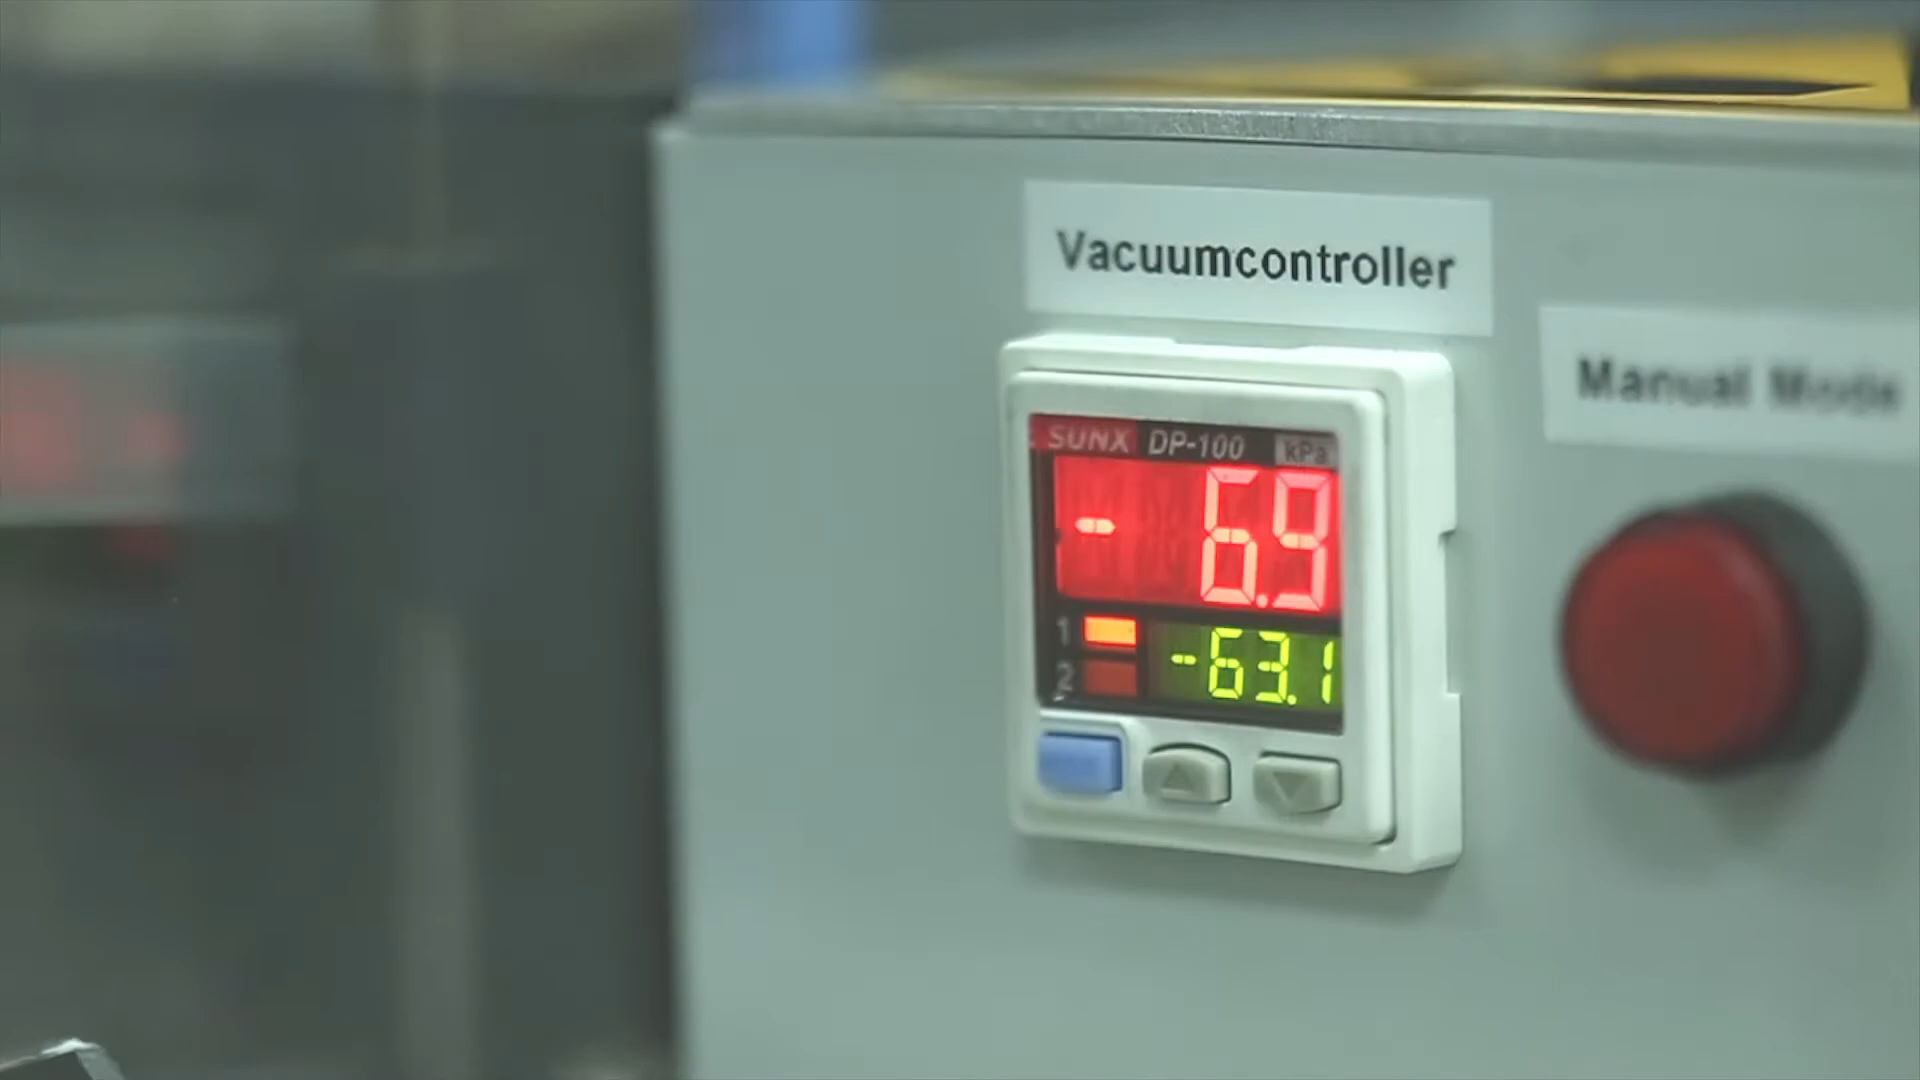 Vacuumcontroller
Manual Mode
SUNX DP-100 kPa
- 6.9
1
-63.1
2